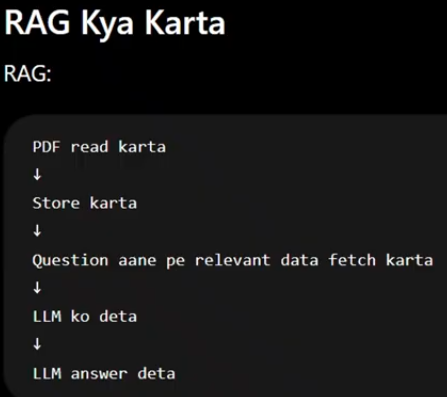 RAG Kya Karta
RAG:
PDF read karta
↓
Store karta
↓
Question aane pe relevant data fetch karta
↓
LLM ko deta
↓
LLM answer deta